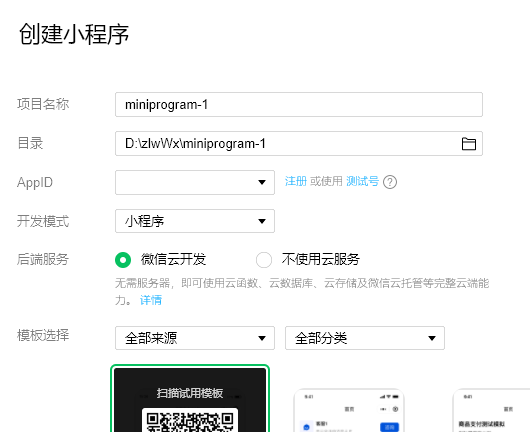 创建小程序
项目名称 miniprogram-1
目录 D:\zlwWx\miniprogram-1
AppID 注册 或使用 测试号 ?
开发模式 小程序
后端服务 微信云开发 不使用云服务
无需服务器，即可使用云函数、云数据库、云存储及微信云托管等完整云端能
力。 详情
模板选择 全部来源 全部分类
扫描试用模板
首页 首页
商品支付测试模拟